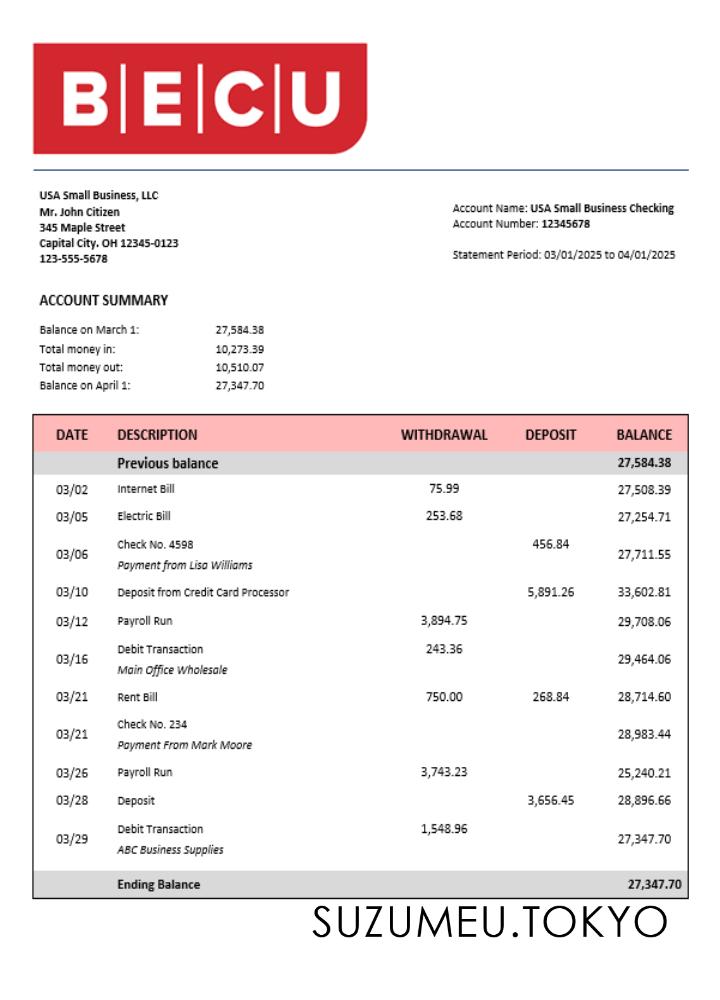 B|E|C|U
USA Small Business, LLC
Mr. John Citizen
345 Maple Street
Capital City. OH 12345-0123
123-555-5678
Account Name: USA Small Business Checking
Account Number: 12345678
Statement Period: 03/01/2025 to 04/01/2025
ACCOUNT SUMMARY
Balance on March 1: 27,584.38
Total money in: 10,273.39
Total money out: 10,510.07
Balance on April 1: 27,347.70
DATE DESCRIPTION WITHDRAWAL DEPOSIT BALANCE
Previous balance 27,584.38
03/02 Internet Bill 75.99 27,508.39
03/05 Electric Bill 253.68 27,254.71
03/06 Check No. 4598 456.84 27,711.55
Payment from Lisa Williams
03/10 Deposit from Credit Card Processor 5,891.26 33,602.81
03/12 Payroll Run 3,894.75 29,708.06
03/16 Debit Transaction 243.36 29,464.06
Main Office Wholesale
03/21 Rent Bill 750.00 268.84 28,714.60
03/21 Check No. 234 28,983.44
Payment From Mark Moore
03/26 Payroll Run 3,743.23 25,240.21
03/28 Deposit 3,656.45 28,896.66
03/29 Debit Transaction 1,548.96 27,347.70
ABC Business Supplies
Ending Balance 27,347.70
SUZUMEU.TOKYO